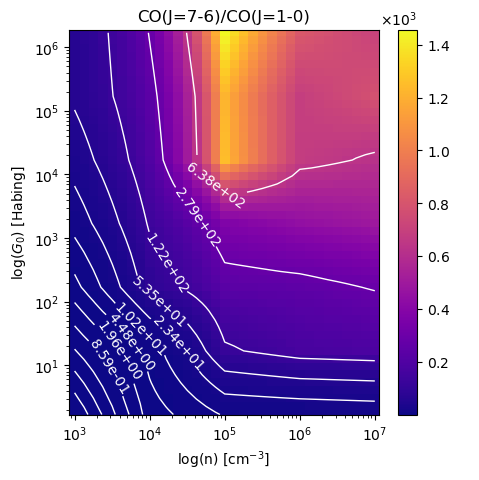 CO(J=7-6)/CO(J=1-0)
×10³
10⁶
10⁵
10⁴
10³
10²
10¹
log(G₀) [Habing]
6.38e+02
2.79e+02
1.22e+02
5.35e+01
2.34e+01
1.02e+01
4.48e+00
1.96e+00
8.59e-01
10³
10⁴
10⁵
10⁶
10⁷
log(n) [cm⁻³]
1.4
1.2
1.0
0.8
0.6
0.4
0.2